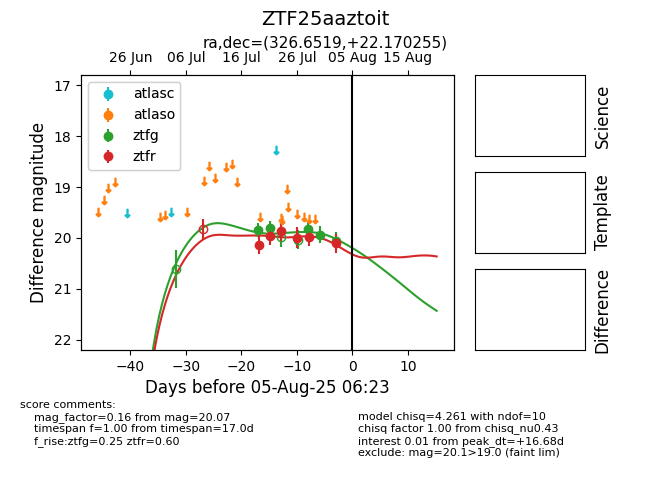 ZTF25aaztoit
ra,dec=(326.6519,+22.170255)
26 Jun 06 Jul 16 Jul 26 Jul 05 Aug 15 Aug
17
18
19
20
21
22
Difference magnitude
atlasc
atlaso
ztfg
ztfr
−40 −30 −20 −10 0 10
Days before 05-Aug-25 06:23
Science
Template
Difference
score comments:
mag_factor=0.16 from mag=20.07
timespan f=1.00 from timespan=17.0d
f_rise:ztfg=0.25 ztfr=0.60
model chisq=4.261 with ndof=10
chisq factor 1.00 from chisq_nu0.43
interest 0.01 from peak_dt=+16.68d
exclude: mag=20.1>19.0 (faint lim)